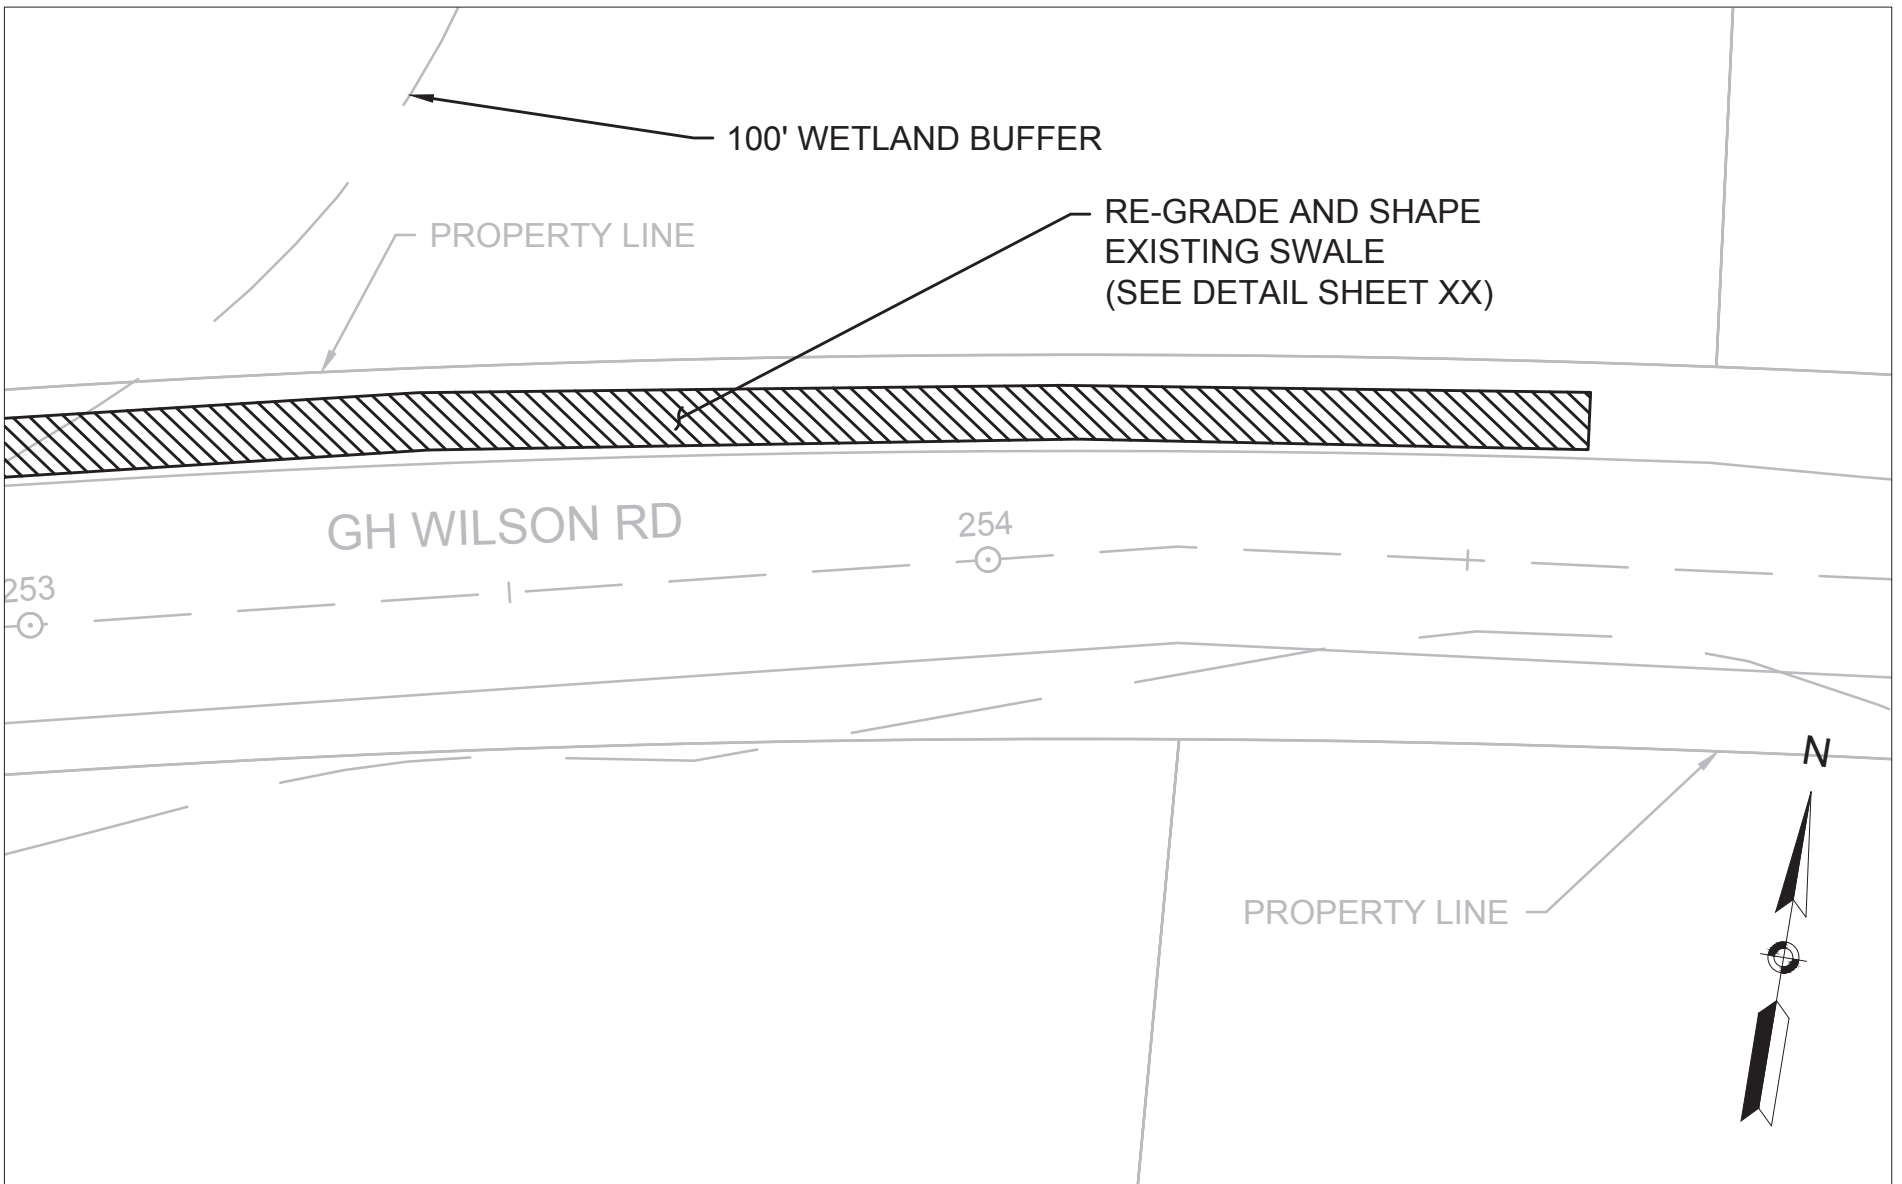 100' WETLAND BUFFER
RE-GRADE AND SHAPE
EXISTING SWALE
(SEE DETAIL SHEET XX)
PROPERTY LINE
GH WILSON RD
254
253
N
PROPERTY LINE